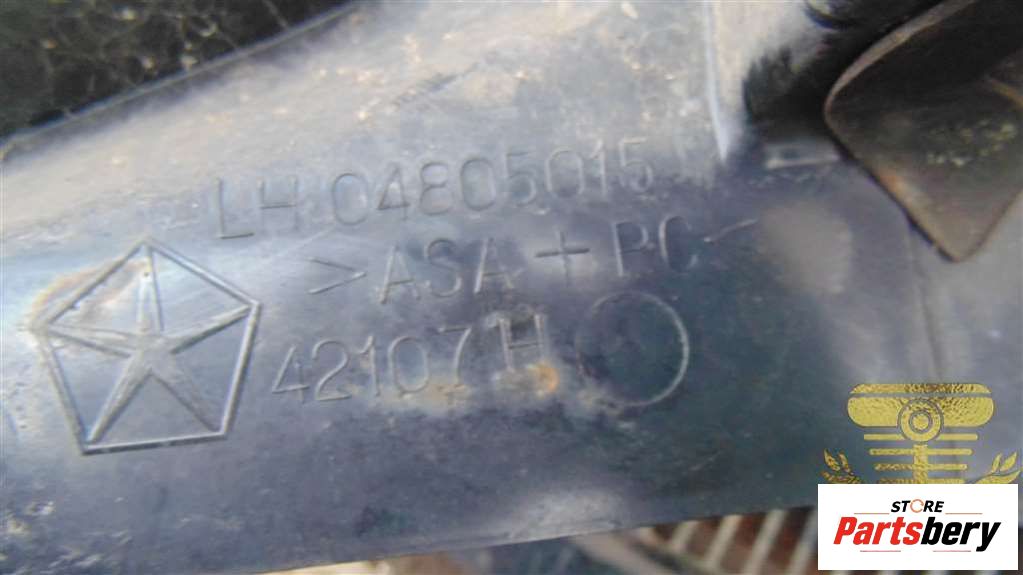 LH 04805015
>ASA + PC<
42107H
STORE
Partsbery